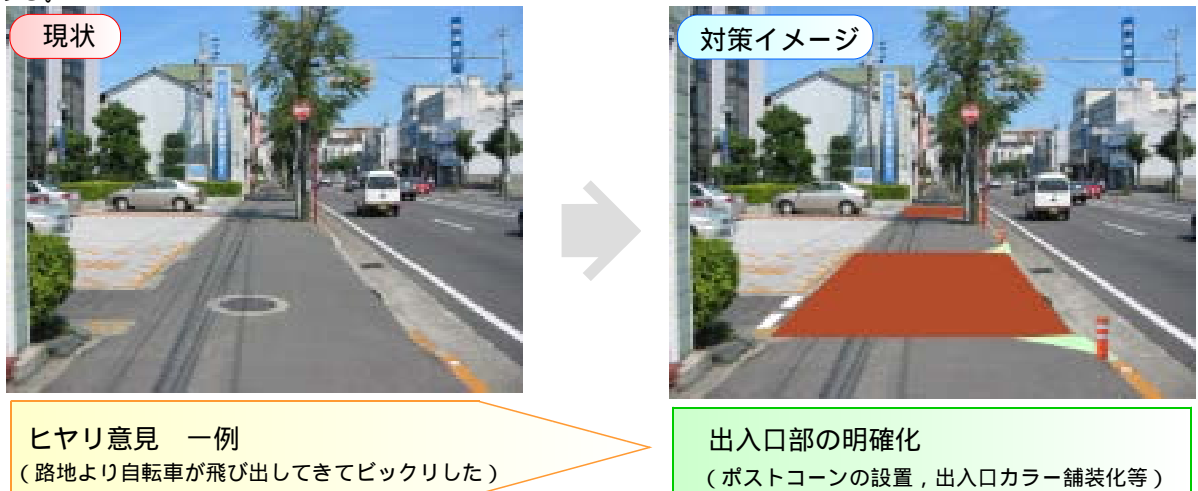 現状
対策イメージ
ヒヤリ意見　一例
（路地より自転車が飛び出してきてビックリした）
出入口部の明確化
（ポストコーンの設置，出入口カラー舗装化等）